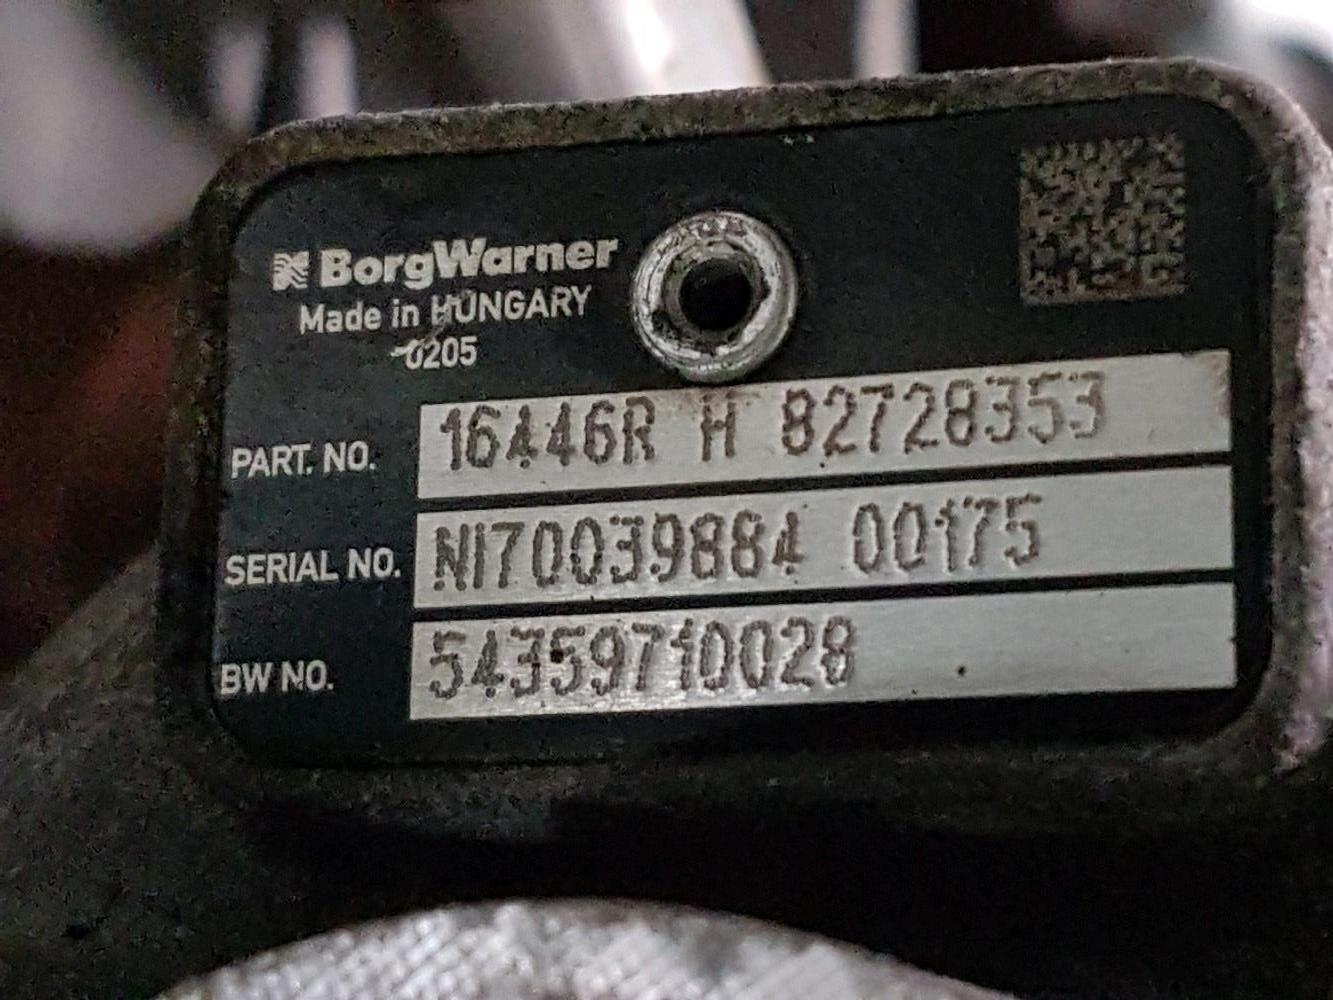 BorgWarner
Made in HUNGARY
0205
PART. NO. 16446R H 82728353
SERIAL NO. NI70039884 00175
BW NO. 54359710028